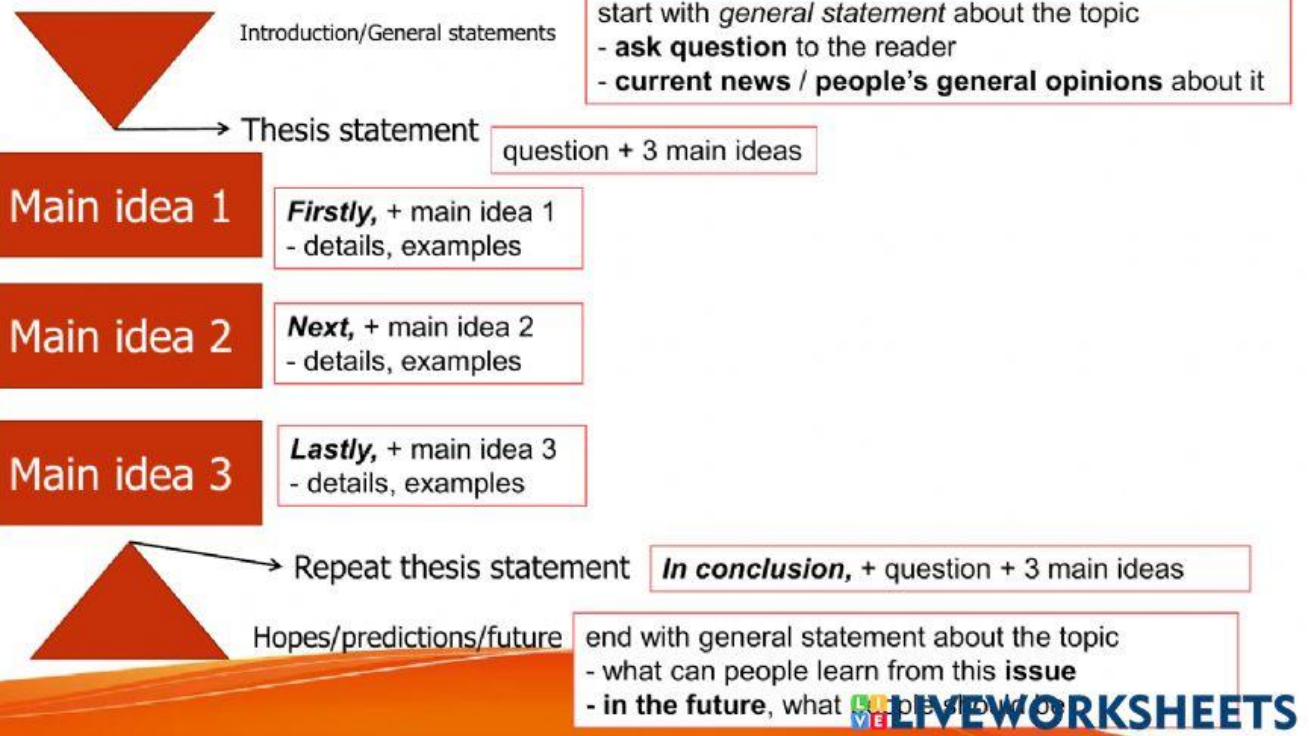 Introduction/General statements
start with general statement about the topic
- ask question to the reader
- current news / people's general opinions about it
Thesis statement
question + 3 main ideas
Main idea 1
Firstly, + main idea 1
- details, examples
Main idea 2
Next, + main idea 2
- details, examples
Main idea 3
Lastly, + main idea 3
- details, examples
Repeat thesis statement
In conclusion, + question + 3 main ideas
Hopes/predictions/future
end with general statement about the topic
- what can people learn from this issue
- in the future, what
LIVEWORKSHEETS